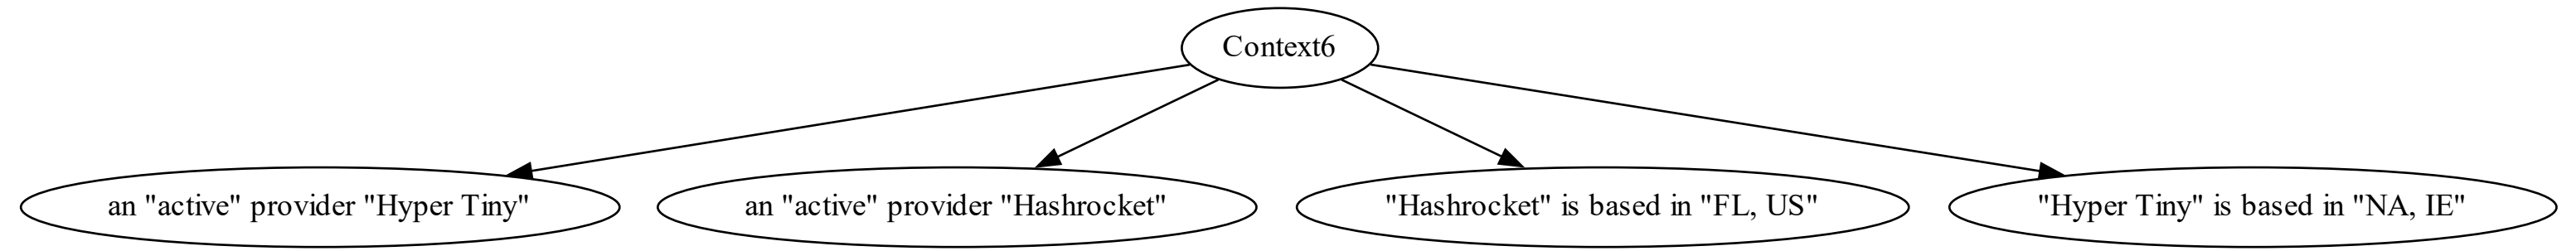 Context6
an "active" provider "Hyper Tiny"
an "active" provider "Hashrocket"
"Hashrocket" is based in "FL, US"
"Hyper Tiny" is based in "NA, IE"